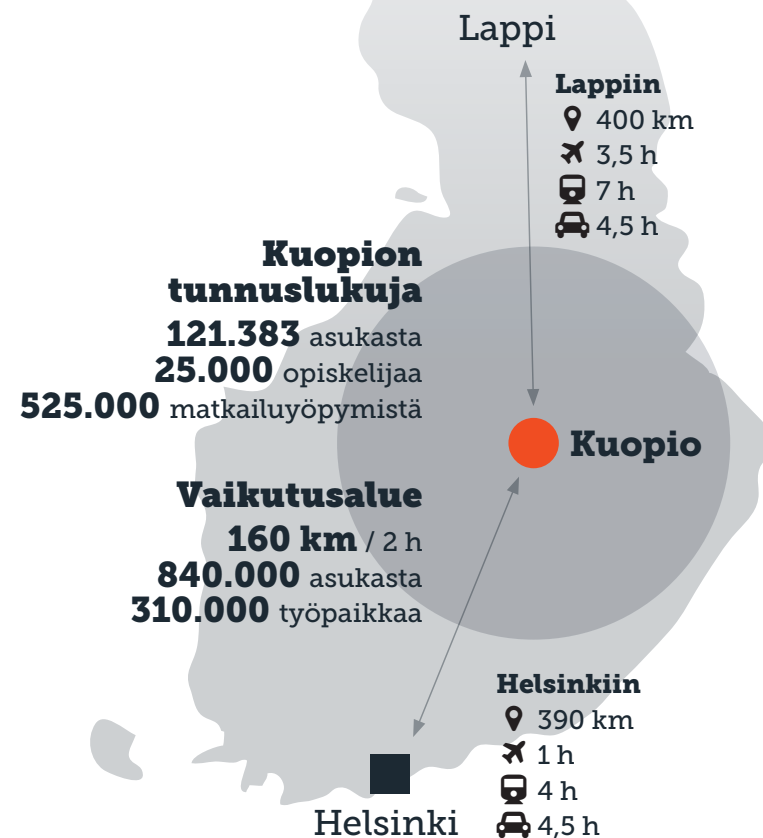 Lappi
Lappiin
400 km
3,5 h
7 h
4,5 h
Kuopion
tunnuslukuja
121.383 asukasta
25.000 opiskelijaa
525.000 matkailuyöpymistä
Kuopio
Vaikutusalue
160 km / 2 h
840.000 asukasta
310.000 työpaikkaa
Helsinkiin
390 km
1 h
4 h
4,5 h
Helsinki